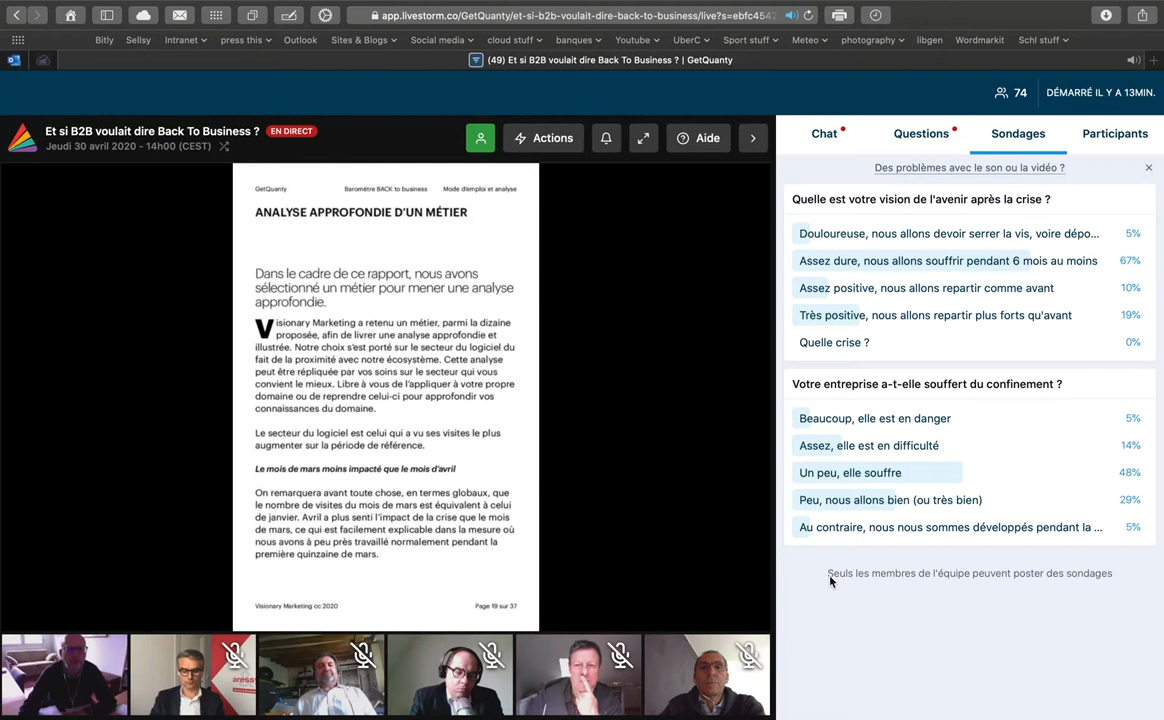 app.livestorm.co/GetQuanty/et-si-b2b-voulait-dire-back-to-business/live?s=ebfc454
Bitly Sellsy Intranet press this Outlook Sites & Blogs Social media cloud stuff banques Youtube UberC Sport stuff Meteo photography libgen Wordmarkit Schl stuff
(49) Et si B2B voulait dire Back To Business ? | GetQuanty
74 DÉMARRÉ IL Y A 13MIN.
Et si B2B voulait dire Back To Business ? EN DIRECT
Jeudi 30 avril 2020 - 14h00 (CEST)
Actions Aide
Chat Questions Sondages Participants
GetQuanty Baromètre BACK to business Mode d'emploi et analyse
ANALYSE APPROFONDIE D'UN MÉTIER
Dans le cadre de ce rapport, nous avons
sélectionné un métier pour mener une analyse
approfondie.
Visionary Marketing a retenu un métier, parmi la dizaine
proposée, afin de livrer une analyse approfondie et
illustrée. Notre choix s'est porté sur le secteur du logiciel du
fait de la proximité avec notre écosystème. Cette analyse
peut être répliquée par vos soins sur le secteur qui vous
convient le mieux. Libre à vous de l'appliquer à votre propre
domaine ou de reprendre celui-ci pour approfondir vos
connaissances du domaine.
Le secteur du logiciel est celui qui a vu ses visites le plus
augmenter sur la période de référence.
Le mois de mars moins impacté que le mois d'avril
On remarquera avant toute chose, en termes globaux, que
le nombre de visites du mois de mars est équivalent à celui
de janvier. Avril a plus senti l'impact de la crise que le mois
de mars, ce qui est facilement explicable dans la mesure où
nous avons à peu près travaillé normalement pendant la
première quinzaine de mars.
Visionary Marketing cc 2020 Page 19 sur 37
Des problèmes avec le son ou la vidéo ?
Quelle est votre vision de l'avenir après la crise ?
Douloureuse, nous allons devoir serrer la vis, voire dépo... 5%
Assez dure, nous allons souffrir pendant 6 mois au moins 67%
Assez positive, nous allons repartir comme avant 10%
Très positive, nous allons repartir plus forts qu'avant 19%
Quelle crise ? 0%
Votre entreprise a-t-elle souffert du confinement ?
Beaucoup, elle est en danger 5%
Assez, elle est en difficulté 14%
Un peu, elle souffre 48%
Peu, nous allons bien (ou très bien) 29%
Au contraire, nous nous sommes développés pendant la ... 5%
Seuls les membres de l'équipe peuvent poster des sondages
aress